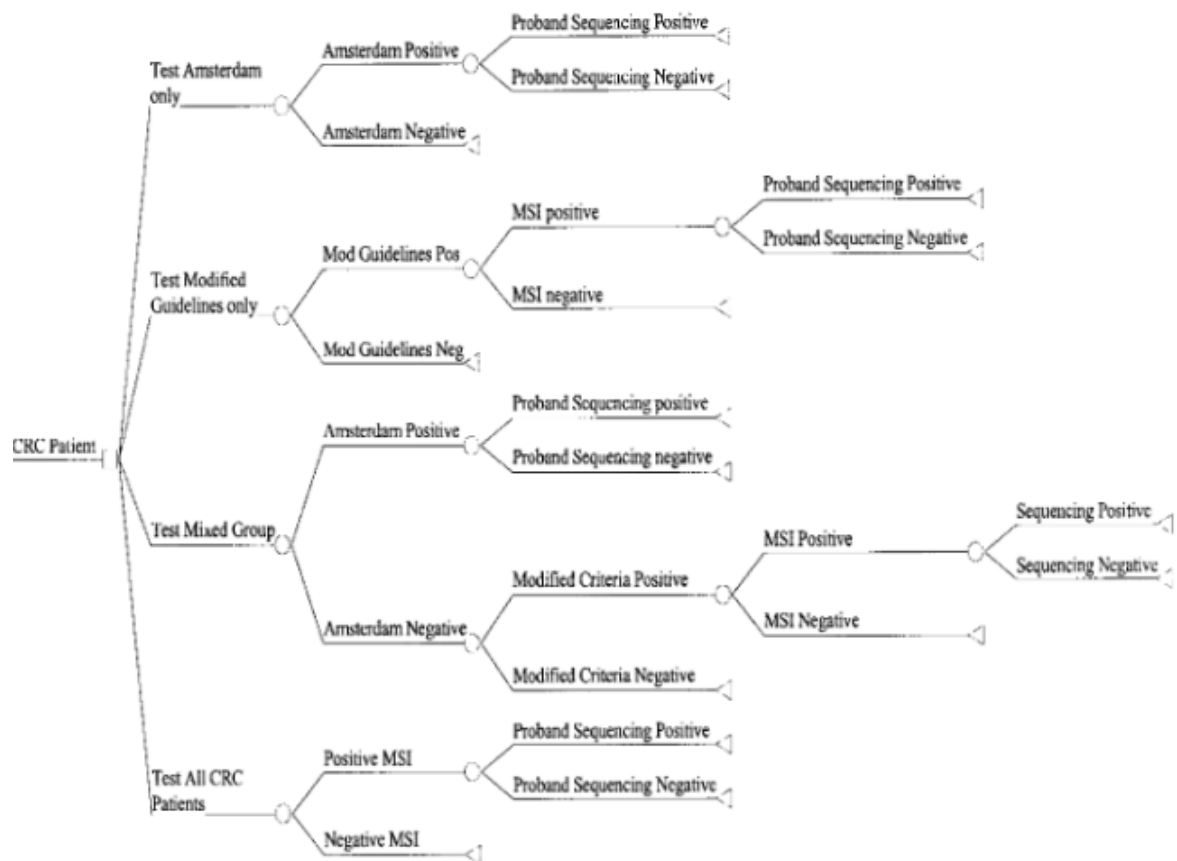 Proband Sequencing Positive
Amsterdam Positive
Proband Sequencing Negative
Test Amsterdam
only
Amsterdam Negative
Proband Sequencing Positive
MSI positive
Proband Sequencing Negative
Mod Guidelines Pos
Test Modified
Guidelines only
MSI negative
Mod Guidelines Neg
Proband Sequencing positive
Amsterdam Positive
CRC Patient
Proband Sequencing negative
Sequencing Positive
Test Mixed Group
MSI Positive
Sequencing Negative
Modified Criteria Positive
Amsterdam Negative
MSI Negative
Modified Criteria Negative
Proband Sequencing Positive
Positive MSI
Test All CRC
Patients
Proband Sequencing Negative
Negative MSI